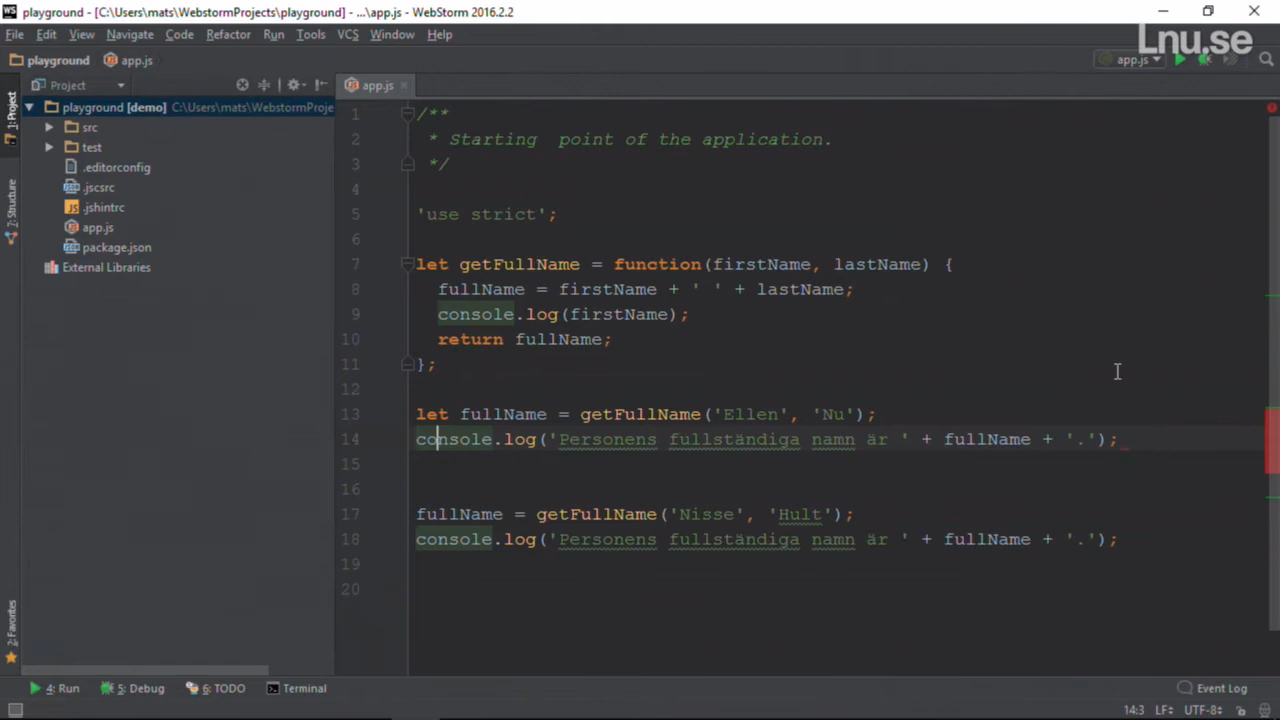 playground - [C:\Users\mats\WebstormProjects\playground] - ...\app.js - WebStorm 2016.2.2
File Edit View Navigate Code Refactor Run Tools VCS Window Help
Lnu.se
playground app.js
app.js
Project
app.js
1: Project
7: Structure
2: Favorites
playground [demo] C:\Users\mats\WebstormProje
src
test
.editorconfig
.jscsrc
.jshintrc
app.js
package.json
External Libraries
1 /**
2 * Starting  point of the application.
3 */
4
5 'use strict';
6
7 let getFullName = function(firstName, lastName) {
8 fullName = firstName + ' ' + lastName;
9 console.log(firstName);
10 return fullName;
11 };
12
13 let fullName = getFullName('Ellen', 'Nu');
14 console.log('Personens fullständiga namn är ' + fullName + '.');
15
16
17 fullName = getFullName('Nisse', 'Hult');
18 console.log('Personens fullständiga namn är ' + fullName + '.');
19
20
4: Run 5: Debug 6: TODO Terminal Event Log
14:3 LF UTF-8